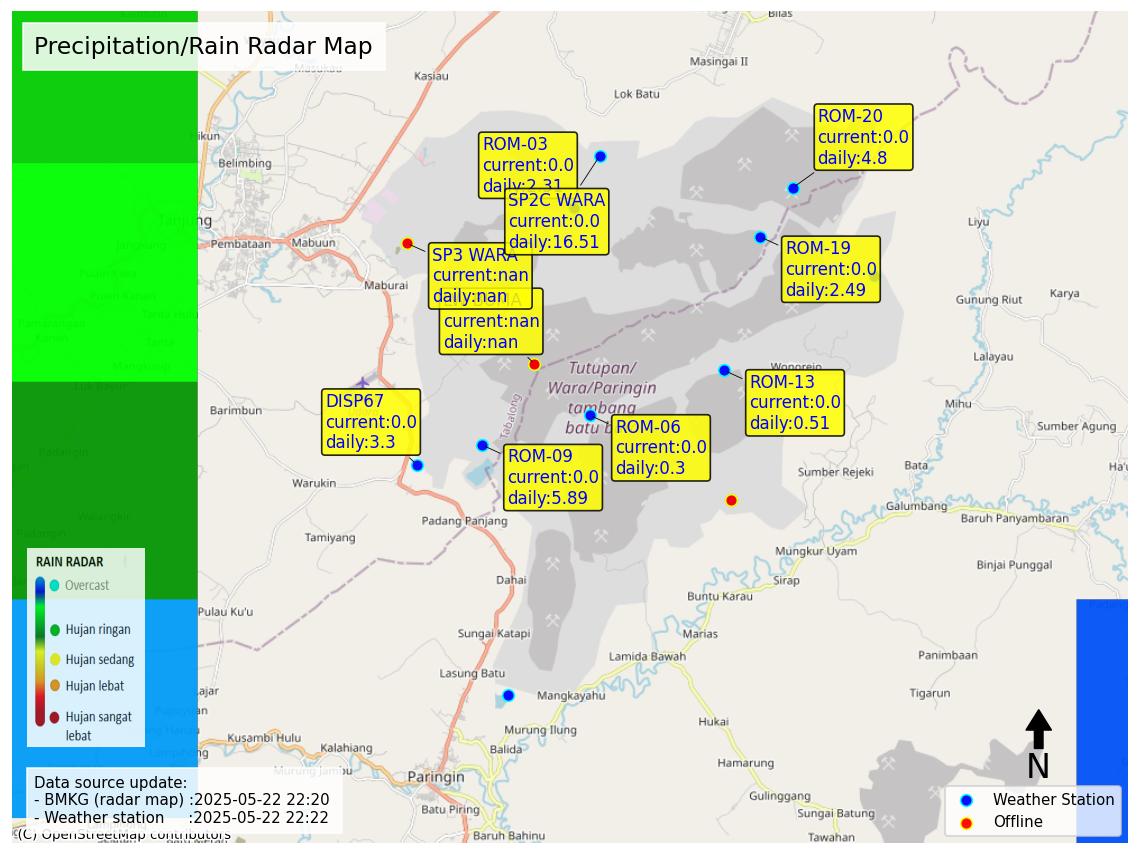 Precipitation/Rain Radar Map
Bilas
Masingai II
Kasiau
Lok Batu
Hikun
Belimbing
Tanjung
Pembataan
Mabuun
Maburai
Liyu
Gunung Riut
Karya
Lalayau
Mihu
Sumber Agung
Bata
Sumber Rejeki
Galumbang
Baruh Panyambaran
Mungkur Uyam
Binjai Punggal
Sirap
Buntu Karau
Marias
Lamida Bawah
Panimbaan
Tigarun
Hukai
Hamarung
Gulinggang
Sungai Batung
Tawahan
Barimbun
Warukin
Tamiyang
Padang Panjang
Dahai
Sungai Katapi
Lasung Batu
Mangkayahu
Murung Ilung
Balida
Paringin
Batu Piring
Baruh Bahinu
Pulau Ku'u
Kusambi Hulu
Kalahiang
Tabalong
Wonorejo
Tutupan/
Wara/Paringin
tambang
ROM-03
current:0.0
daily:2.31
SP2C WARA
current:0.0
daily:16.51
ROM-20
current:0.0
daily:4.8
ROM-19
current:0.0
daily:2.49
SP3 WARA
current:nan
daily:nan
current:nan
daily:nan
ROM-13
current:0.0
daily:0.51
DISP67
current:0.0
daily:3.3
ROM-06
current:0.0
daily:0.3
ROM-09
current:0.0
daily:5.89
RAIN RADAR
Overcast
Hujan ringan
Hujan sedang
Hujan lebat
Hujan sangat
lebat
Data source update:
- BMKG (radar map) :2025-05-22 22:20
- Weather station :2025-05-22 22:22
(C) OpenStreetMap contributors
N
Weather Station
Offline